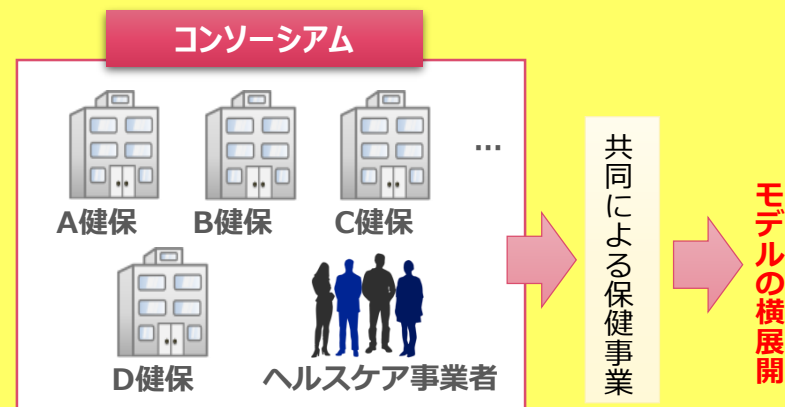 コンソーシアム
A健保
B健保
C健保
…
D健保
ヘルスケア事業者
共同による保健事業
モデルの横展開